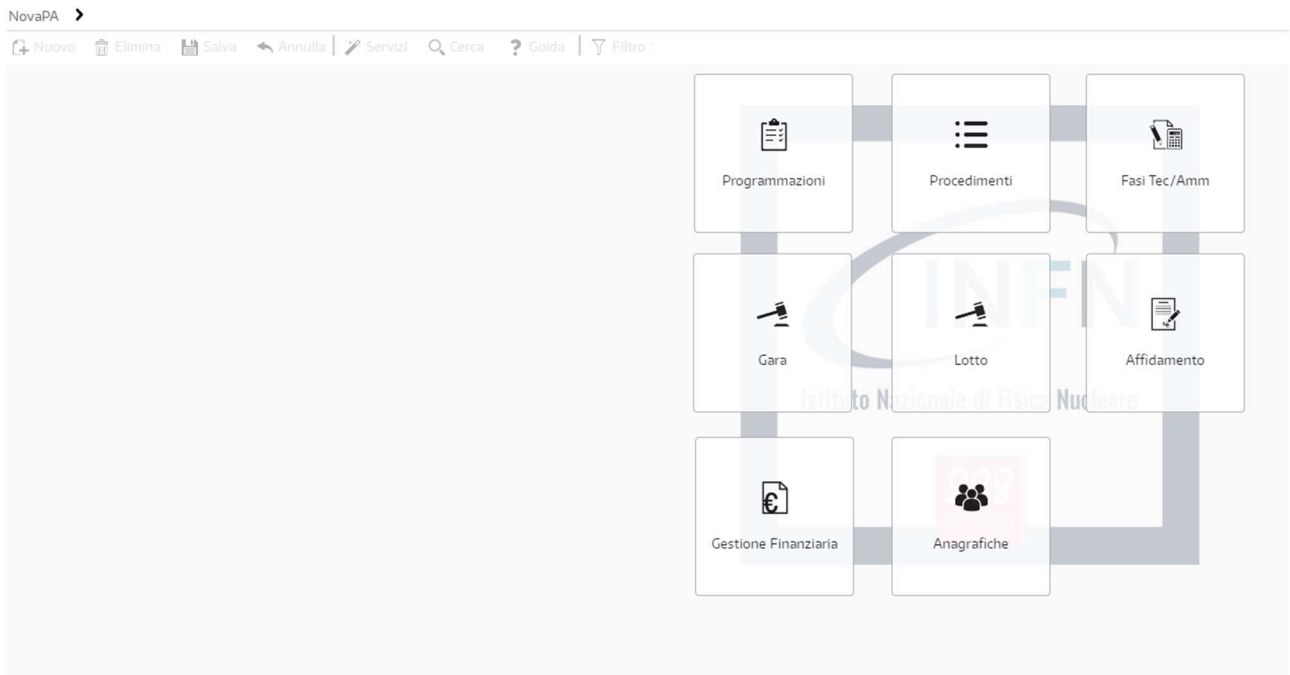 NovaPA
Nuovo Elimina Salva Annulla Servizi Cerca ? Guida Filtro :
Programmazioni Procedimenti Fasi Tec/Amm
INFN
Gara Lotto Affidamento
Istituto Nazionale di Fisica Nucleare
Gestione Finanziaria Anagrafiche